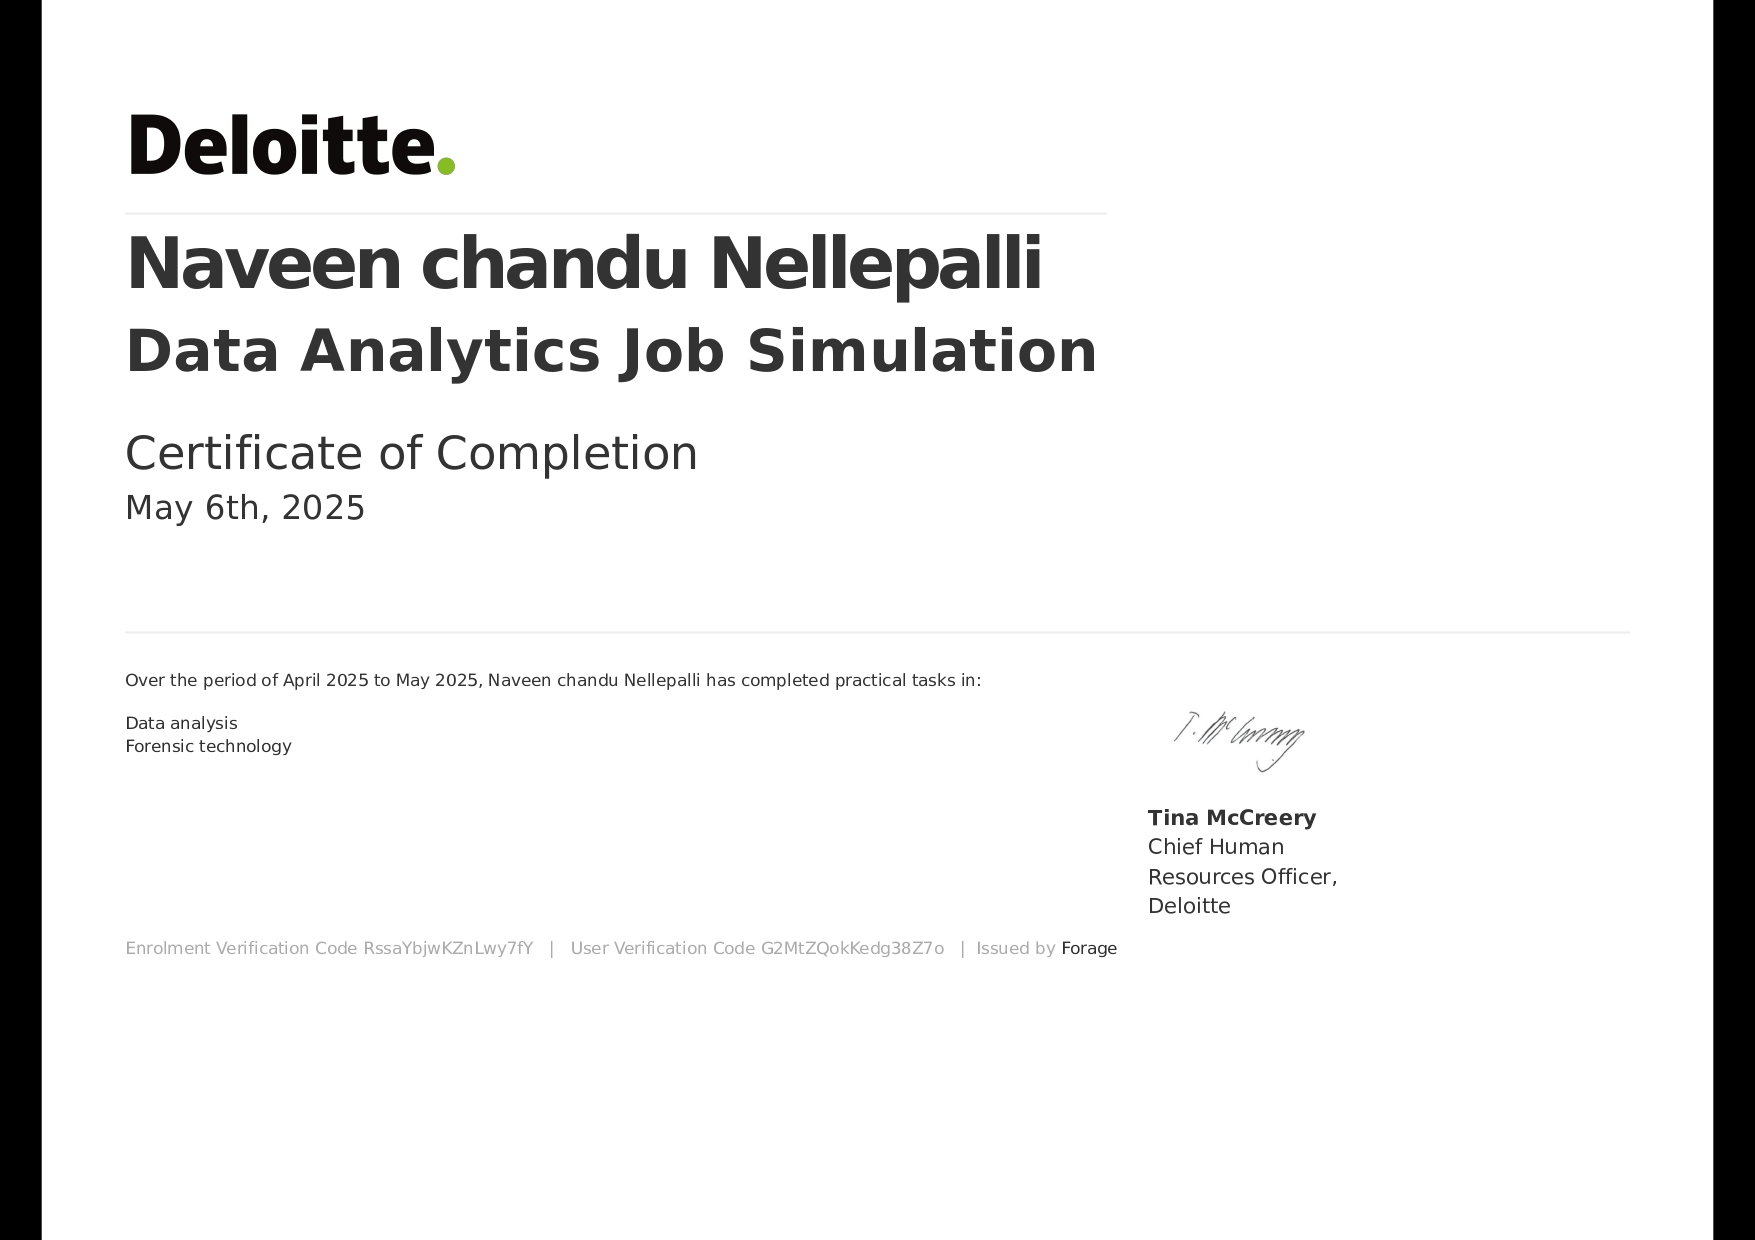 Deloitte.
Naveen chandu Nellepalli
Data Analytics Job Simulation
Certificate of Completion
May 6th, 2025
Over the period of April 2025 to May 2025, Naveen chandu Nellepalli has completed practical tasks in:
Data analysis
Forensic technology
T. McCreery
Tina McCreery
Chief Human
Resources Officer,
Deloitte
Enrolment Verification Code RssaYbjwKZnLwy7fY | User Verification Code G2MtZQokKedg38Z7o | Issued by Forage